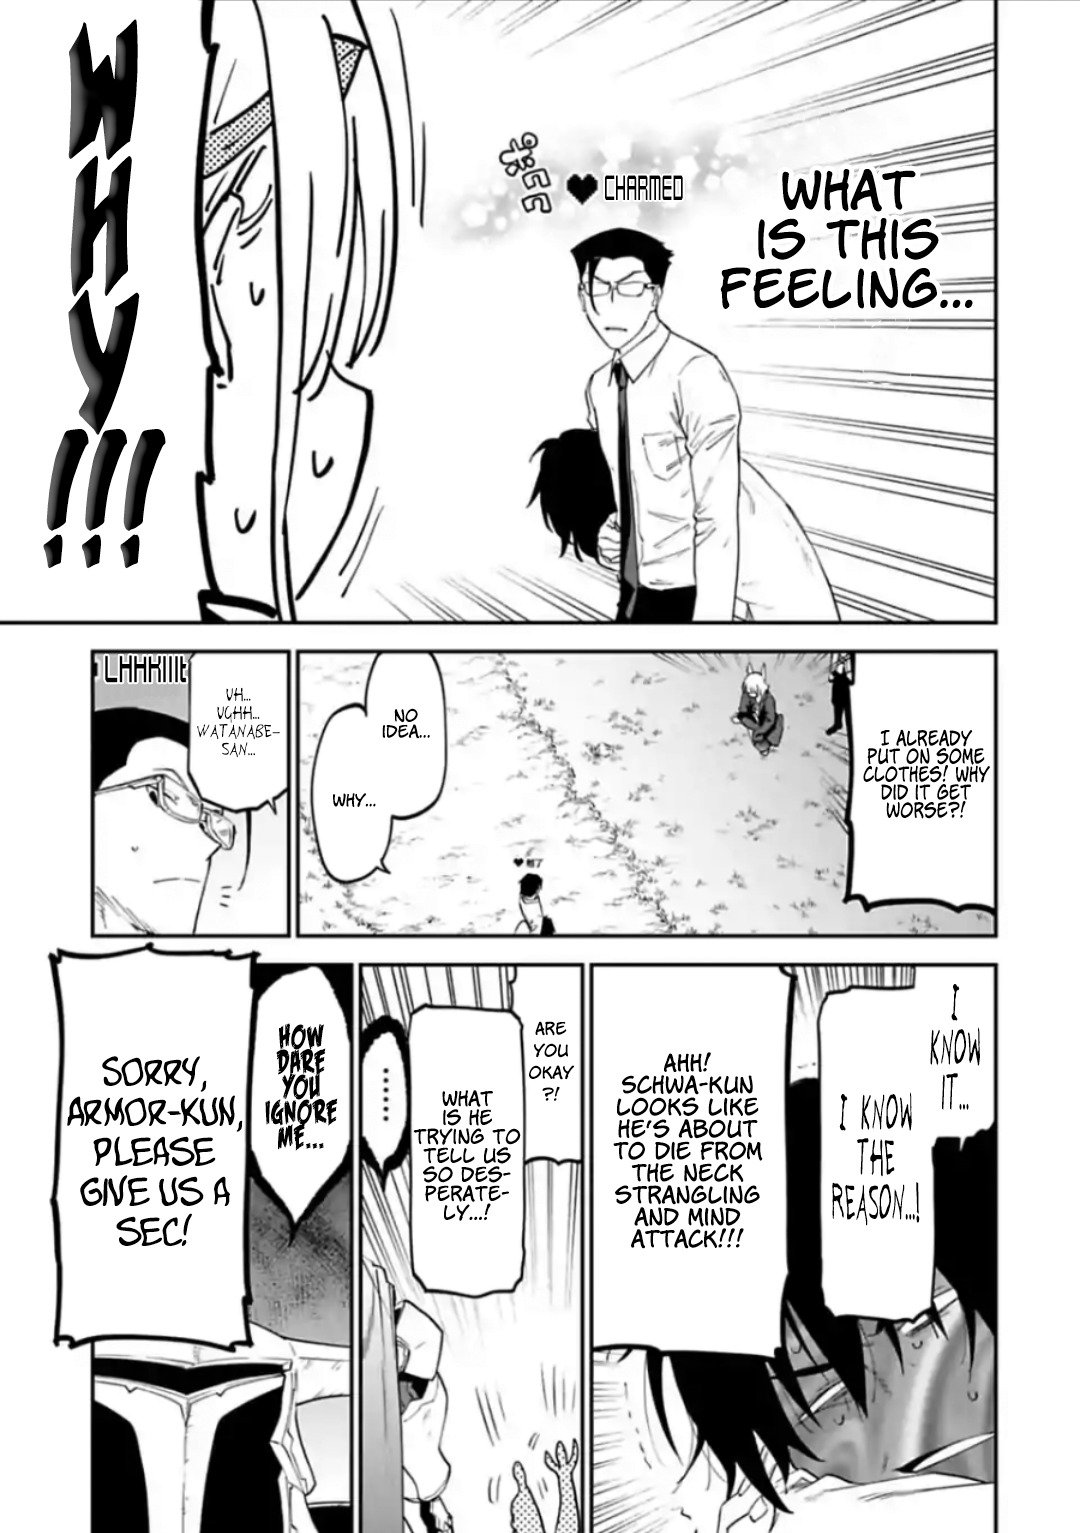 WHAT
IS THIS
FEELING...
CHARMED
WHY!!!
I ALREADY
PUT ON SOME
CLOTHES! WHY
DID IT GET
WORSE?!
NO
IDEA...
WHY...
UH...
UGHH...
WATANABE-
SAN...
I
KNOW
IT...
I KNOW
THE
REASON...!
AHH!
SCHWA-KUN
LOOKS LIKE
HE'S ABOUT
TO DIE FROM
THE NECK
STRANGLING
AND MIND
ATTACK!!!
ARE
YOU
OKAY
?!
WHAT
IS HE
TRYING TO
TELL US
SO DES-
PERATE-
LY...!
......
HOW
DARE
YOU
IGNORE
ME...
SORRY,
ARMOR-KUN,
PLEASE
GIVE US A
SEC!